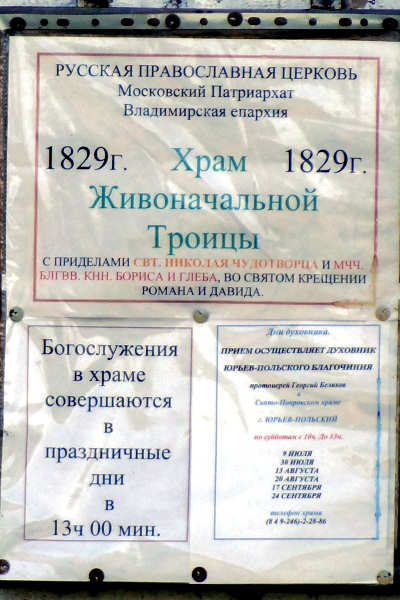 РУССКАЯ ПРАВОСЛАВНАЯ ЦЕРКОВЬ
Московский Патриархат
Владимирская епархия
1829г. Храм 1829г.
Живоначальной
Троицы
С ПРИДЕЛАМИ СВТ. НИКОЛАЯ ЧУДОТВОРЦА И МЧЧ.
БЛГВВ. КНН. БОРИСА И ГЛЕБА, ВО СВЯТОМ КРЕЩЕНИИ
РОМАНА И ДАВИДА.
Богослужения
в храме
совершаются
в
праздничные
дни
в
13ч 00 мин.
Дни духовника.
ПРИЕМ ОСУЩЕСТВЛЯЕТ ДУХОВНИК
ЮРЬЕВ-ПОЛЬСКОГО БЛАГОЧИНИЯ
протоиерей Георгий
в
Свято-Покровском храме
г. ЮРЬЕВ-ПОЛЬСКИЙ
по субботам с 10ч. До 13ч.
9 ИЮЛЯ
30 ИЮЛЯ
13 АВГУСТА
20 АВГУСТА
17 СЕНТЯБРЯ
24 СЕНТЯБРЯ
телефон храма
(8 4 9-246)-2-28-86